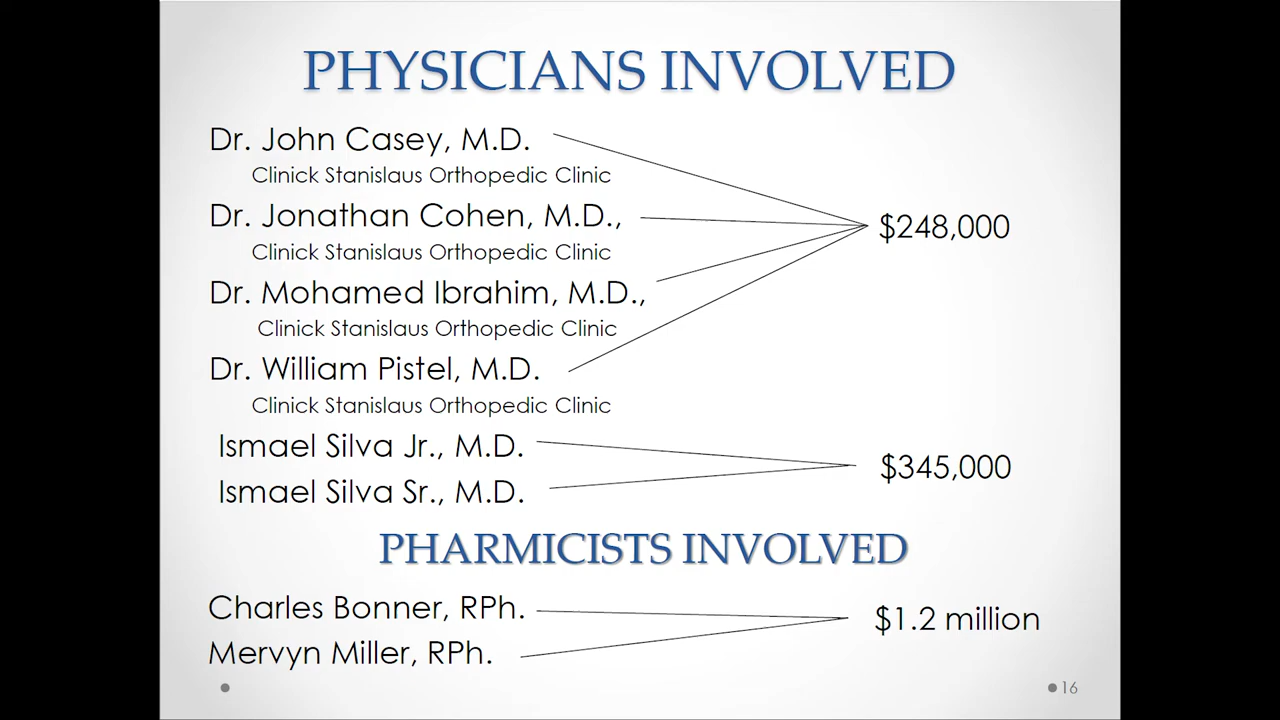 PHYSICIANS INVOLVED
Dr. John Casey, M.D.
Clinick Stanislaus Orthopedic Clinic
Dr. Jonathan Cohen, M.D.,
Clinick Stanislaus Orthopedic Clinic
$248,000
Dr. Mohamed Ibrahim, M.D.,
Clinick Stanislaus Orthopedic Clinic
Dr. William Pistel, M.D.
Clinick Stanislaus Orthopedic Clinic
Ismael Silva Jr., M.D.
$345,000
Ismael Silva Sr., M.D.
PHARMICISTS INVOLVED
Charles Bonner, RPh.
$1.2 million
Mervyn Miller, RPh.
16